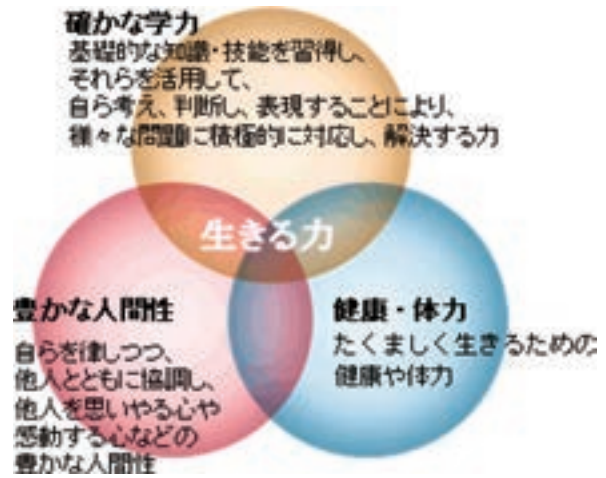 確かな学力
基礎的な知識・技能を習得し、
それらを活用して、
自ら考え、判断し、表現することにより、
様々な問題に積極的に対応し、解決する力
生きる力
豊かな人間性
自らを律しつつ、
他人とともに協調し、
他人を思いやる心や
感動する心などの
豊かな人間性
健康・体力
たくましく生きるための
健康や体力